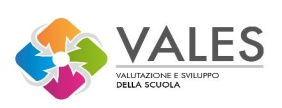 VALES
VALUTAZIONE E SVILUPPO
DELLA SCUOLA